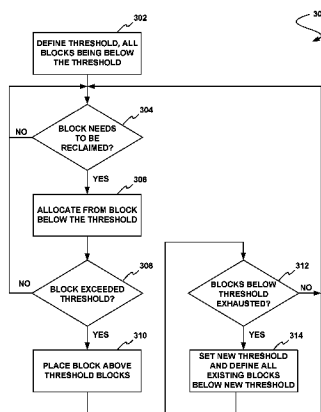 302
30
DEFINE THRESHOLD, ALL
BLOCKS BEING BELOW
THE THRESHOLD
304
NO
BLOCK NEEDS
TO BE
RECLAIMED?
YES
308
ALLOCATE FROM BLOCK
BELOW THE THRESHOLD
306
NO
BLOCK EXCEEDED
THRESHOLD?
YES
310
PLACE BLOCK ABOVE
THRESHOLD BLOCKS
312
BLOCKS BELOW
THRESHOLD
EXHAUSTED?
NO
YES
314
SET NEW THRESHOLD
AND DEFINE ALL
EXISTING BLOCKS
BELOW NEW THRESHOLD